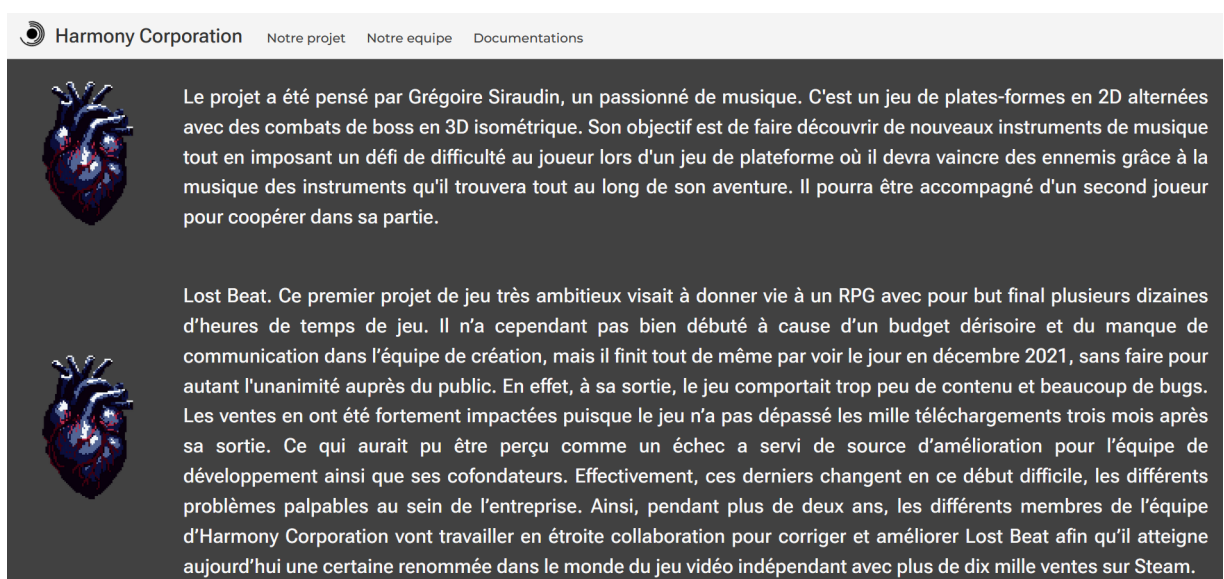 Harmony Corporation Notre projet Notre equipe Documentations
Le projet a été pensé par Grégoire Siraudin, un passionné de musique. C'est un jeu de plates-formes en 2D alternées
avec des combats de boss en 3D isométrique. Son objectif est de faire découvrir de nouveaux instruments de musique
tout en imposant un défi de difficulté au joueur lors d'un jeu de plateforme où il devra vaincre des ennemis grâce à la
musique des instruments qu'il trouvera tout au long de son aventure. Il pourra être accompagné d'un second joueur
pour coopérer dans sa partie.
Lost Beat. Ce premier projet de jeu très ambitieux visait à donner vie à un RPG avec pour but final plusieurs dizaines
d’heures de temps de jeu. Il n’a cependant pas bien débuté à cause d’un budget dérisoire et du manque de
communication dans l’équipe de création, mais il finit tout de même par voir le jour en décembre 2021, sans faire pour
autant l'unanimité auprès du public. En effet, à sa sortie, le jeu comportait trop peu de contenu et beaucoup de bugs.
Les ventes en ont été fortement impactées puisque le jeu n’a pas dépassé les mille téléchargements trois mois après
sa sortie. Ce qui aurait pu être perçu comme un échec a servi de source d’amélioration pour l’équipe de
développement ainsi que ses cofondateurs. Effectivement, ces derniers changent en ce début difficile, les différents
problèmes palpables au sein de l’entreprise. Ainsi, pendant plus de deux ans, les différents membres de l’équipe
d’Harmony Corporation vont travailler en étroite collaboration pour corriger et améliorer Lost Beat afin qu’il atteigne
aujourd’hui une certaine renommée dans le monde du jeu vidéo indépendant avec plus de dix mille ventes sur Steam.